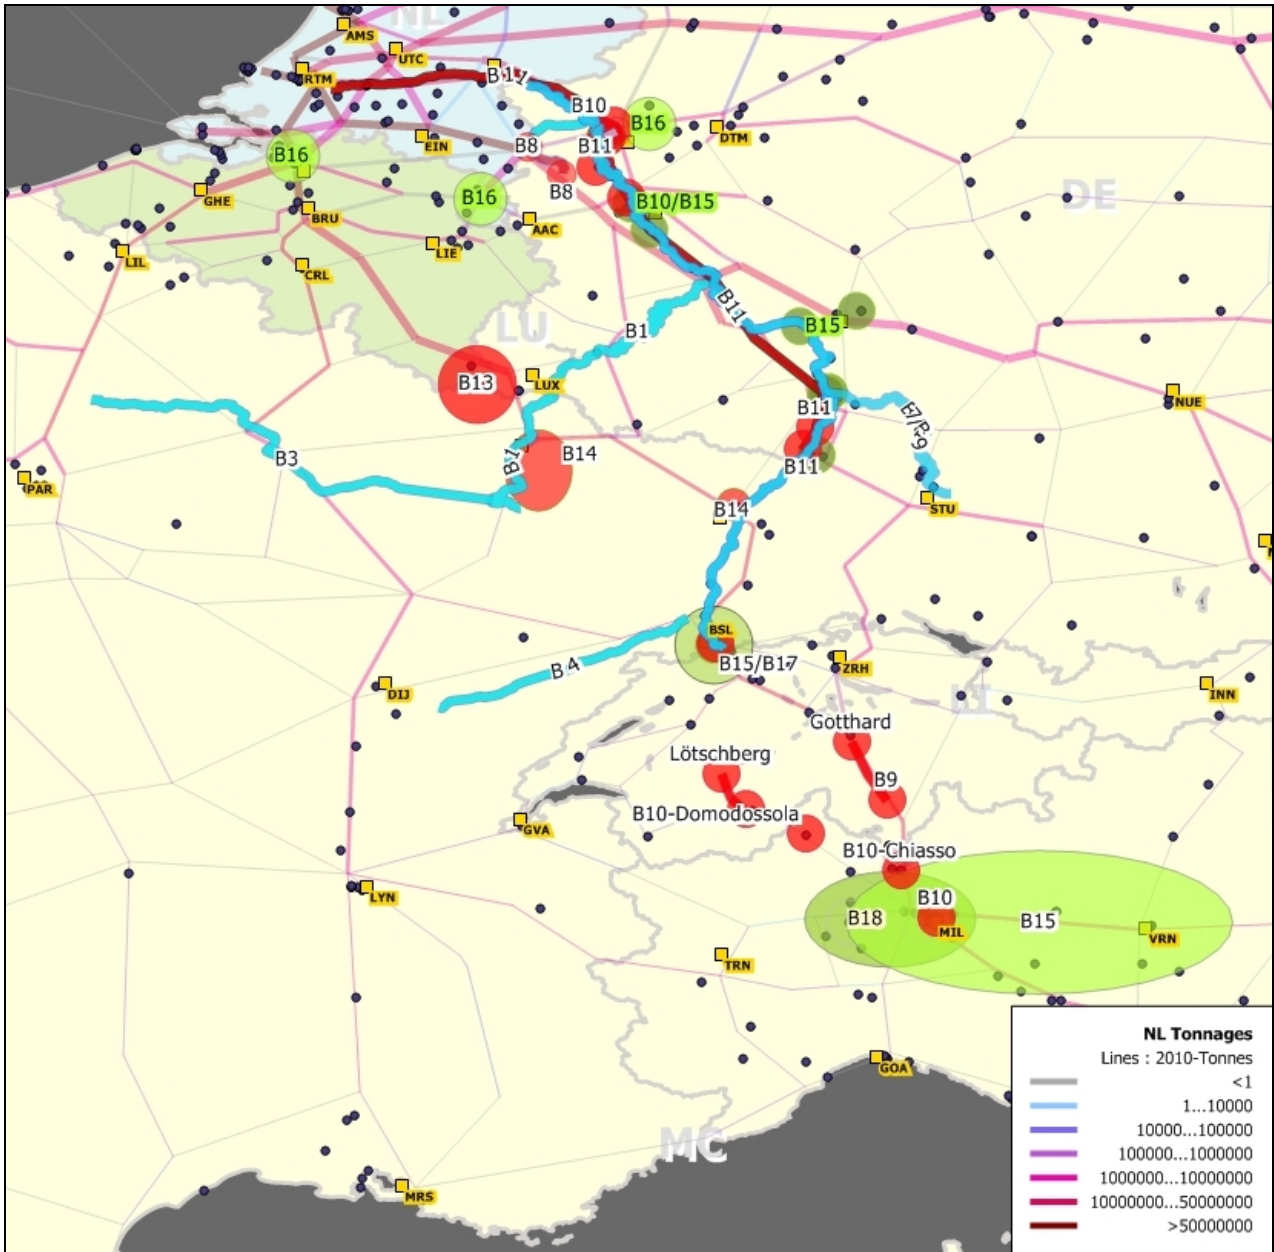 NL
AMS
UTC
RTM
B11
B10
B16
DTM
EIN
B8
B11
B16
B8
DE
GHE
B16
B10/B15
BRU
AAC
LIE
LIL
CRL
B11
LU
B1
B15
B13
LUX
NUE
B11
B3
B1
B14
B11
PAR
B14
STU
BSL
B15/B17
B4
ZRH
DIJ
INN
LI
Gotthard
Lötschberg
B9
B10-Domodossola
GVA
B10-Chiasso
LYN
B10
B18
B15
MIL
VRN
TRN
NL Tonnages
Lines : 2010-Tonnes
GOA
<1
1...10000
10000...100000
MC
100000...1000000
1000000...10000000
MRS
10000000...50000000
>50000000